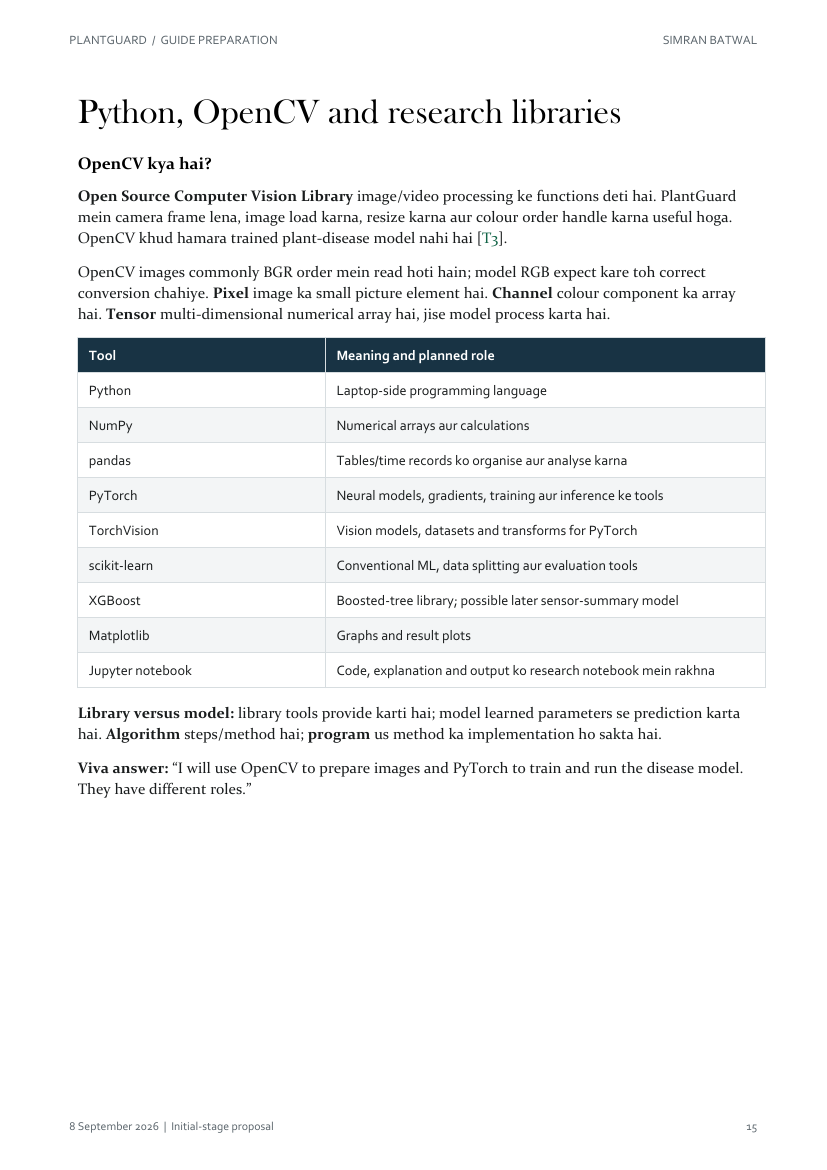 PLANTGUARD / GUIDE PREPARATION
SIMRAN BATWAL
Python, OpenCV and research libraries
OpenCV kya hai?
Open Source Computer Vision Library image/video processing ke functions deti hai. PlantGuard
mein camera frame lena, image load karna, resize karna aur colour order handle karna useful hoga.
OpenCV khud hamara trained plant-disease model nahi hai [T3].
OpenCV images commonly BGR order mein read hoti hain; model RGB expect kare toh correct
conversion chahiye. Pixel image ka small picture element hai. Channel colour component ka array
hai. Tensor multi-dimensional numerical array hai, jise model process karta hai.
Tool Meaning and planned role
Python Laptop-side programming language
NumPy Numerical arrays aur calculations
pandas Tables/time records ko organise aur analyse karna
PyTorch Neural models, gradients, training aur inference ke tools
TorchVision Vision models, datasets and transforms for PyTorch
scikit-learn Conventional ML, data splitting aur evaluation tools
XGBoost Boosted-tree library; possible later sensor-summary model
Matplotlib Graphs and result plots
Jupyter notebook Code, explanation and output ko research notebook mein rakhna
Library versus model: library tools provide karti hai; model learned parameters se prediction karta
hai. Algorithm steps/method hai; program us method ka implementation ho sakta hai.
Viva answer: “I will use OpenCV to prepare images and PyTorch to train and run the disease model.
They have different roles.”
8 September 2026 | Initial-stage proposal
15